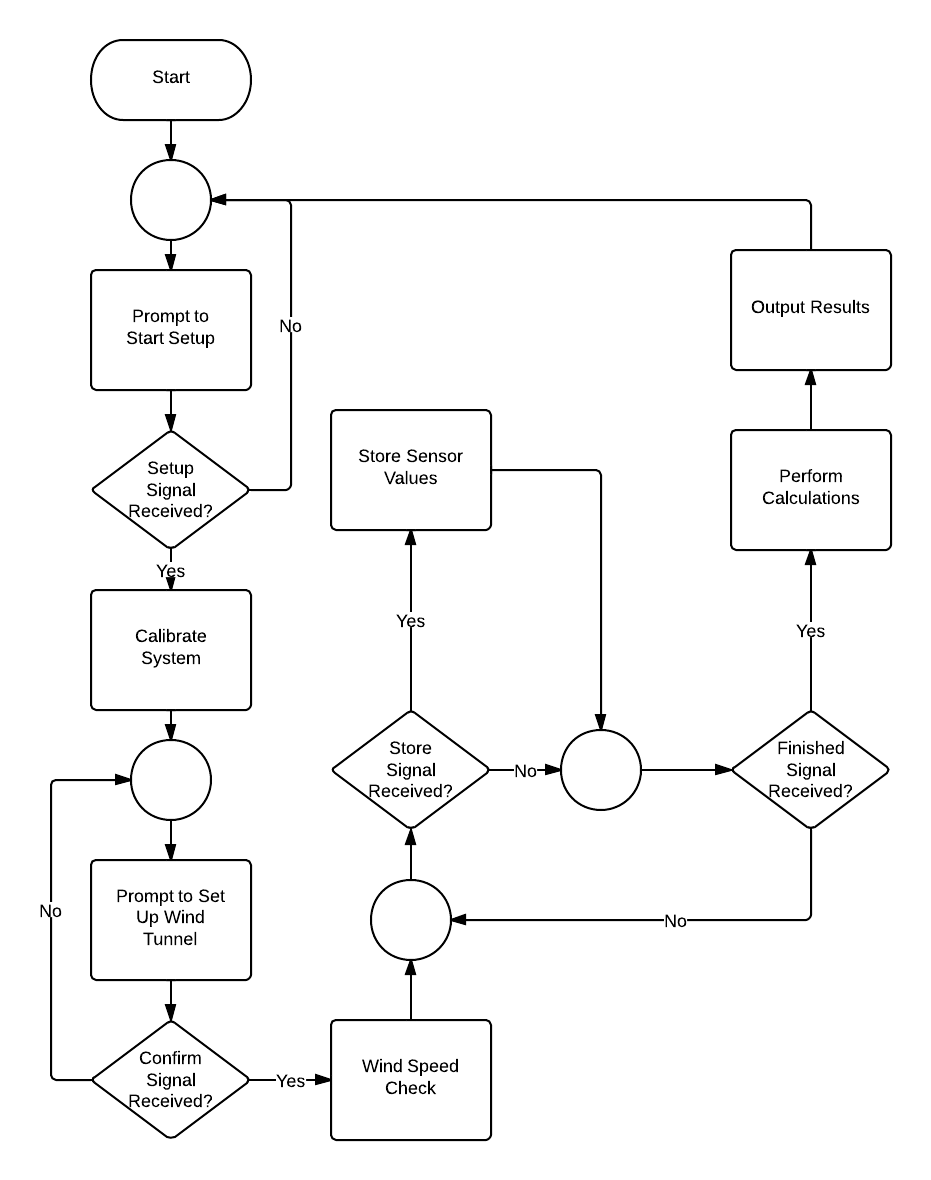 Start
Prompt to
Start Setup
No
Setup
Signal
Received?
Yes
Calibrate
System
Prompt to Set
Up Wind
Tunnel
No
Confirm
Signal
Received?
Yes
Wind Speed
Check
Store Sensor
Values
Yes
Store
Signal
Received?
No
Finished
Signal
Received?
No
Yes
Perform
Calculations
Output Results